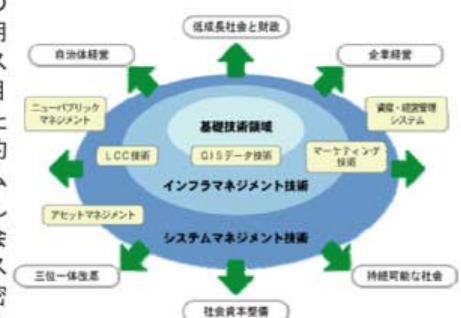 低成長社会と財政
自治体経営
企業経営
ニューパブリック
マネジメント
資産・経営管理
システム
基礎技術領域
LCC技術
GISデータ技術
マーケティング
技術
インフラマネジメント技術
アセットマネジメント
システムマネジメント技術
三位一体改革
持続可能な社会
社会資本整備